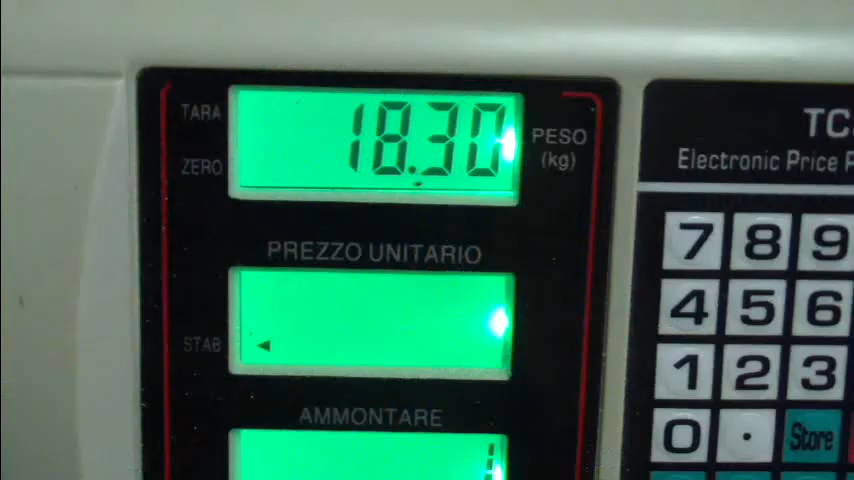 TARA
18.30
PESO
(kg)
ZERO
TC
Electronic Price
PREZZO UNITARIO
STAB
AMMONTARE
7 8 9
4 5 6
1 2 3
0 . Store